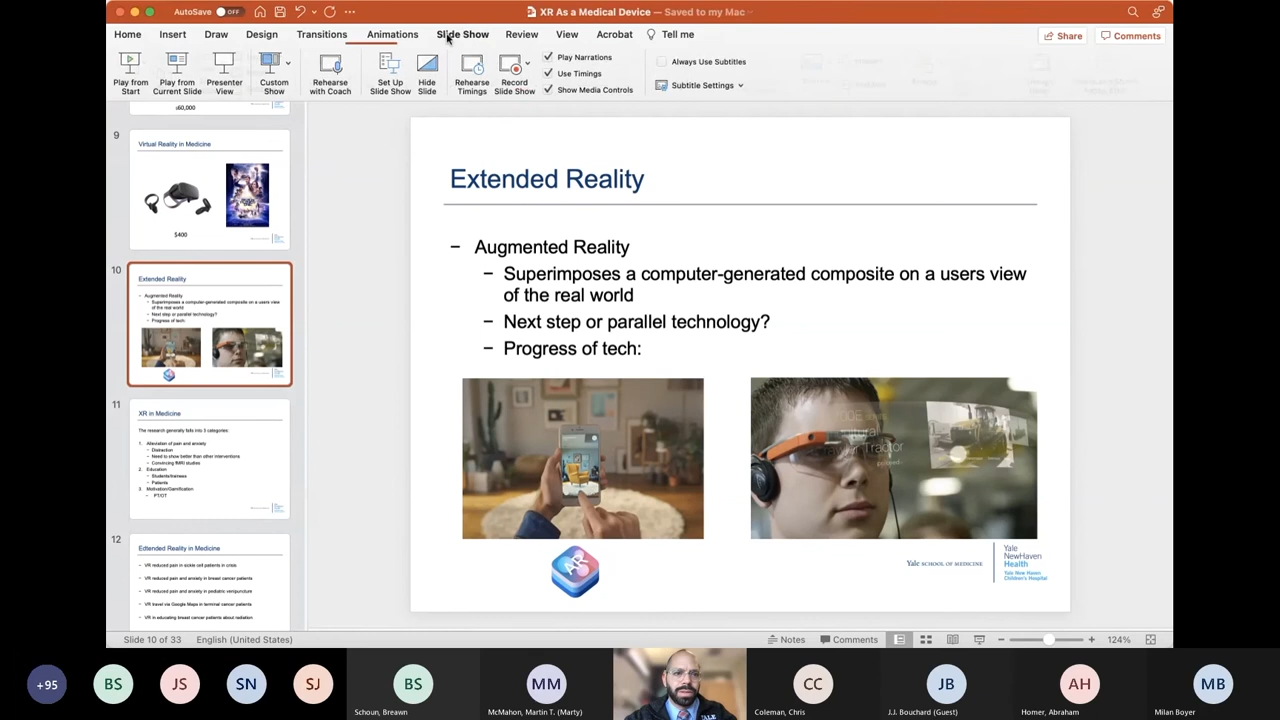 AutoSave OFF
XR As a Medical Device — Saved to my Mac
Home Insert Draw Design Transitions Animations Slide Show Review View Acrobat Tell me
Share Comments
Play from Start
Play from Current Slide
Presenter View
Custom Show
Rehearse with Coach
Set Up Slide Show
Hide Slide
Rehearse Timings
Record Slide Show
Play Narrations
Use Timings
Show Media Controls
Always Use Subtitles
Subtitle Settings
$60,000
9
Virtual Reality in Medicine
$400
10
Extended Reality
− Augmented Reality
− Superimposes a computer-generated composite on a users view
of the real world
− Next step or parallel technology?
− Progress of tech:
11
XR in Medicine
The research generally falls into 3 categories:
1. Alleviation of pain and anxiety
− Distraction
− Need to show better than other interventions
− Convincing fMRI studies
2. Education
− Students/trainees
− Patients
3. Motivation/Gamification
− PT/OT
12
Extended Reality in Medicine
− VR reduced pain in sickle cell patients in crisis
− VR reduced pain and anxiety in breast cancer patients
− VR reduced pain and anxiety in pediatric venipuncture
− VR travel via Google Maps in terminal cancer patients
− VR in educating breast cancer patients about radiation
Extended Reality
− Augmented Reality
− Superimposes a computer-generated composite on a users view
of the real world
− Next step or parallel technology?
− Progress of tech:
AR
Yale SCHOOL OF MEDICINE
Yale
NewHaven
Health
Yale New Haven
Children's Hospital
Slide 10 of 33 English (United States)
Notes Comments 124%
+95 BS JS SN SJ BS MM CC JB AH MB
Schoun, Breawn
McMahon, Martin T. (Marty)
YALE
Coleman, Chris
J.J. Bouchard (Guest)
Homer, Abraham
Milan Boyer